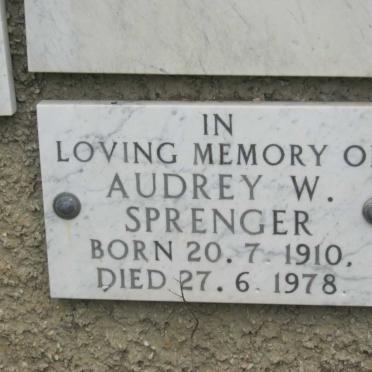 IN
LOVING MEMORY O
AUDREY W.
SPRENGER
BORN 20. 7. 1910.
DIED 27. 6. 1978.